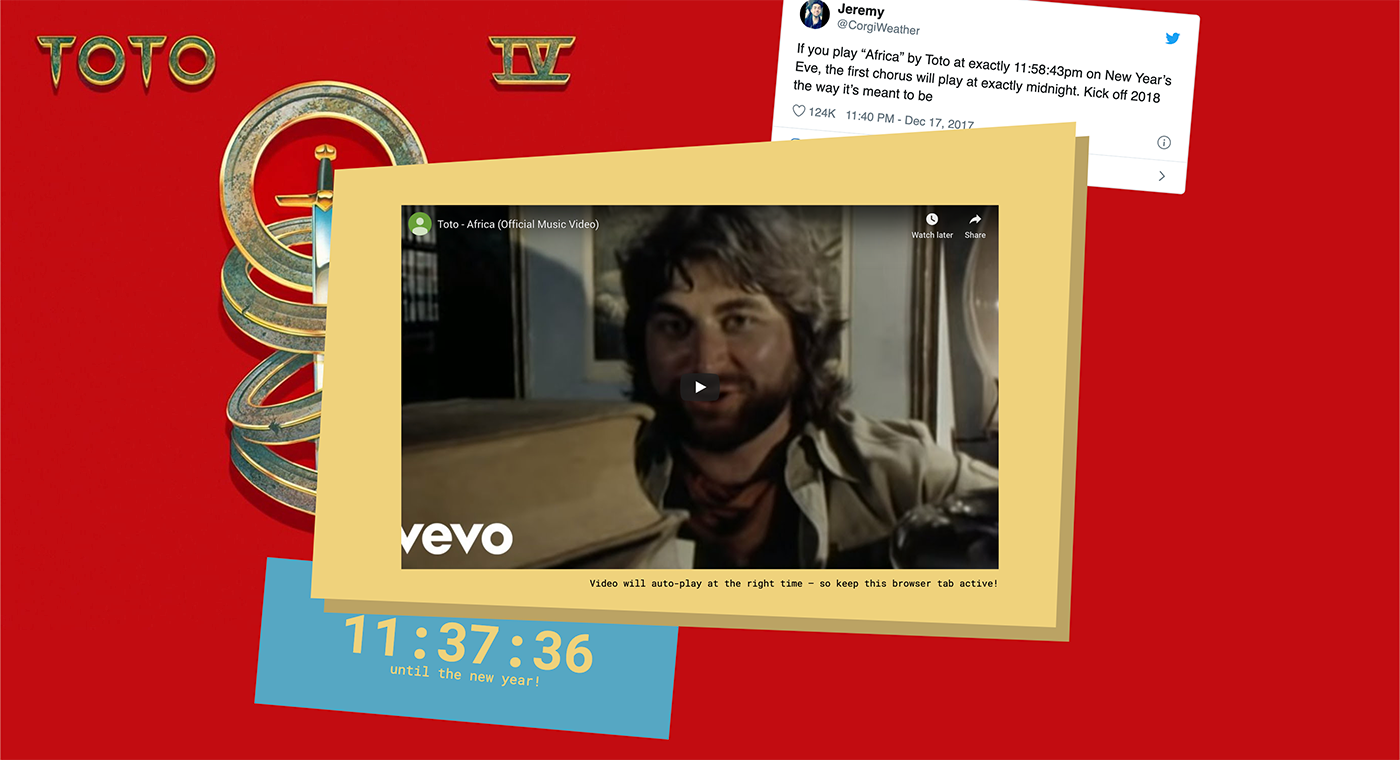 TOTO IV
Jeremy
@CorgiWeather
If you play “Africa” by Toto at exactly 11:58:43pm on New Year’s
Eve, the first chorus will play at exactly midnight. Kick off 2018
the way it’s meant to be
124K 11:40 PM - Dec 17, 2017
Toto - Africa (Official Music Video)
Watch later Share
vevo
Video will auto-play at the right time — so keep this browser tab active!
11:37:36
until the new year!